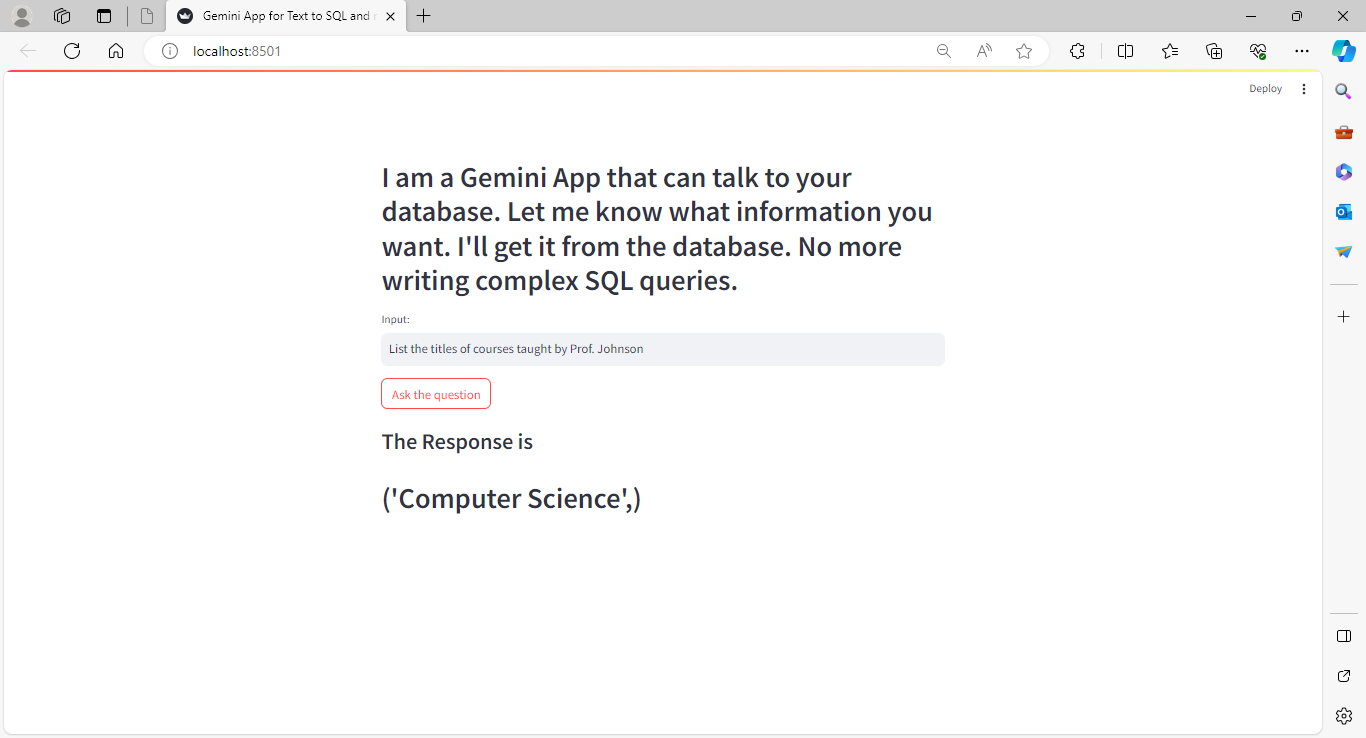 Gemini App for Text to SQL and
localhost:8501
Deploy
I am a Gemini App that can talk to your
database. Let me know what information you
want. I'll get it from the database. No more
writing complex SQL queries.
Input:
List the titles of courses taught by Prof. Johnson
Ask the question
The Response is
('Computer Science',)